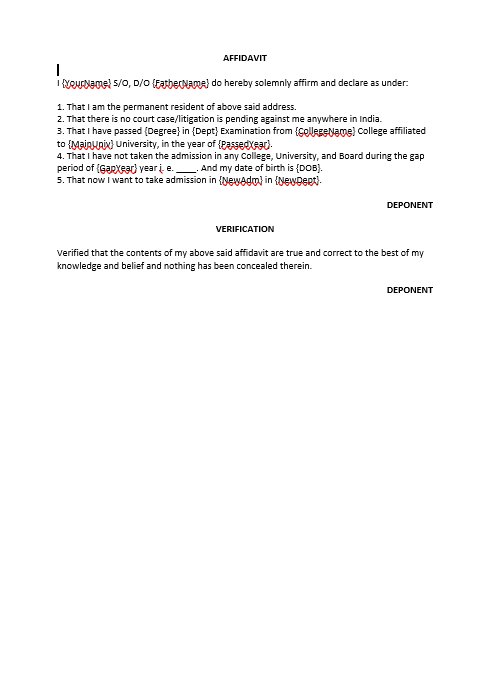 AFFIDAVIT
I {YourName} S/O, D/O {FatherName} do hereby solemnly affirm and declare as under:
1. That I am the permanent resident of above said address.
2. That there is no court case/litigation is pending against me anywhere in India.
3. That I have passed {Degree} in {Dept} Examination from {CollegeName} College affiliated
to {MainUniv} University, in the year of {PassedYear}.
4. That I have not taken the admission in any College, University, and Board during the gap
period of {GapYear} year i. e. ____. And my date of birth is {DOB}.
5. That now I want to take admission in {NewAdm} in {NewDept}.
DEPONENT
VERIFICATION
Verified that the contents of my above said affidavit are true and correct to the best of my
knowledge and belief and nothing has been concealed therein.
DEPONENT